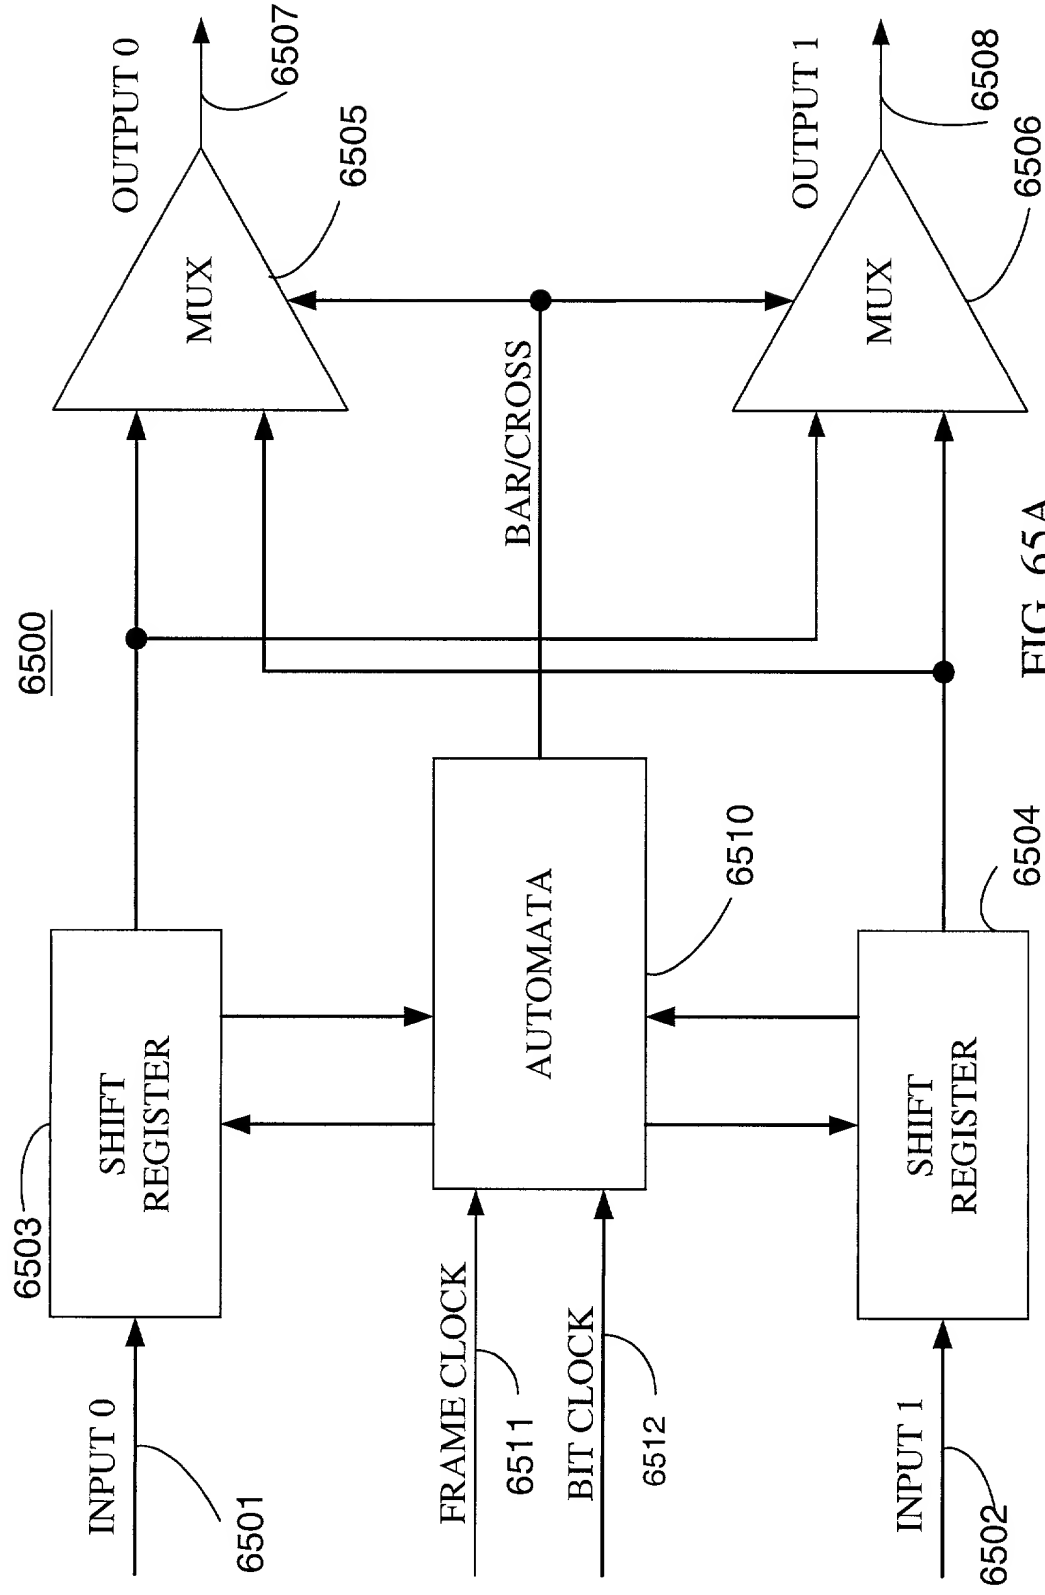 6500
INPUT 0
6501
6503
SHIFT
REGISTER
OUTPUT 0
6507
MUX
6505
FRAME CLOCK
6511
BIT CLOCK
6512
AUTOMATA
6510
BAR/CROSS
INPUT 1
6502
SHIFT
REGISTER
6504
OUTPUT 1
6508
MUX
6506
FIG. 65A